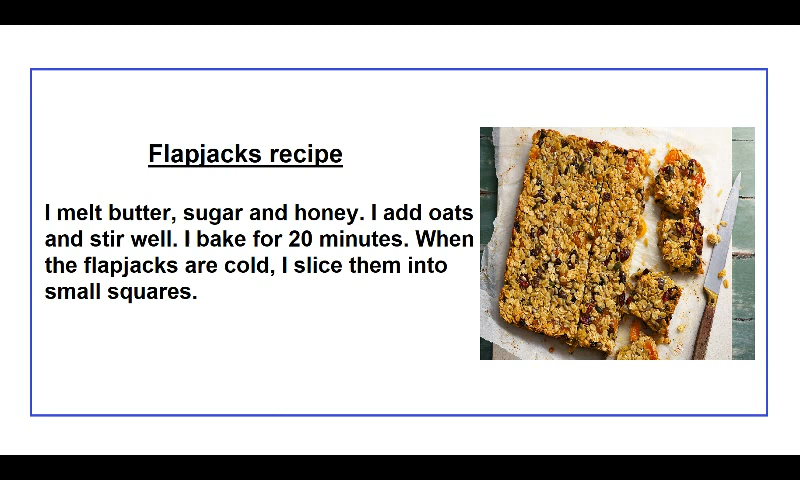 Flapjacks recipe
I melt butter, sugar and honey. I add oats
and stir well. I bake for 20 minutes. When
the flapjacks are cold, I slice them into
small squares.